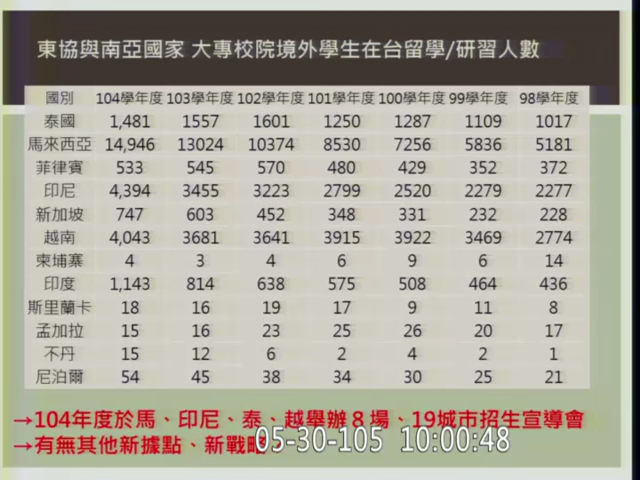 東協與南亞國家 大專校院境外學生在台留學/研習人數
國別 104學年度 103學年度 102學年度 101學年度 100學年度 99學年度 98學年度
泰國 1,481 1557 1601 1250 1287 1109 1017
馬來西亞 14,946 13024 10374 8530 7256 5836 5181
菲律賓 533 545 570 480 429 352 372
印尼 4,394 3455 3223 2799 2520 2279 2277
新加坡 747 603 452 348 331 232 228
越南 4,043 3681 3641 3915 3922 3469 2774
柬埔寨 4 3 4 6 9 6 14
印度 1,143 814 638 575 508 464 436
斯里蘭卡 18 16 19 17 9 11 8
孟加拉 15 16 23 25 26 20 17
不丹 15 12 6 2 4 2 1
尼泊爾 54 45 38 34 30 25 21
→104年度於馬、印尼、泰、越舉辦8場、19城市招生宣導會
→有無其他新據點、新戰略
05-30-105 10:00:48